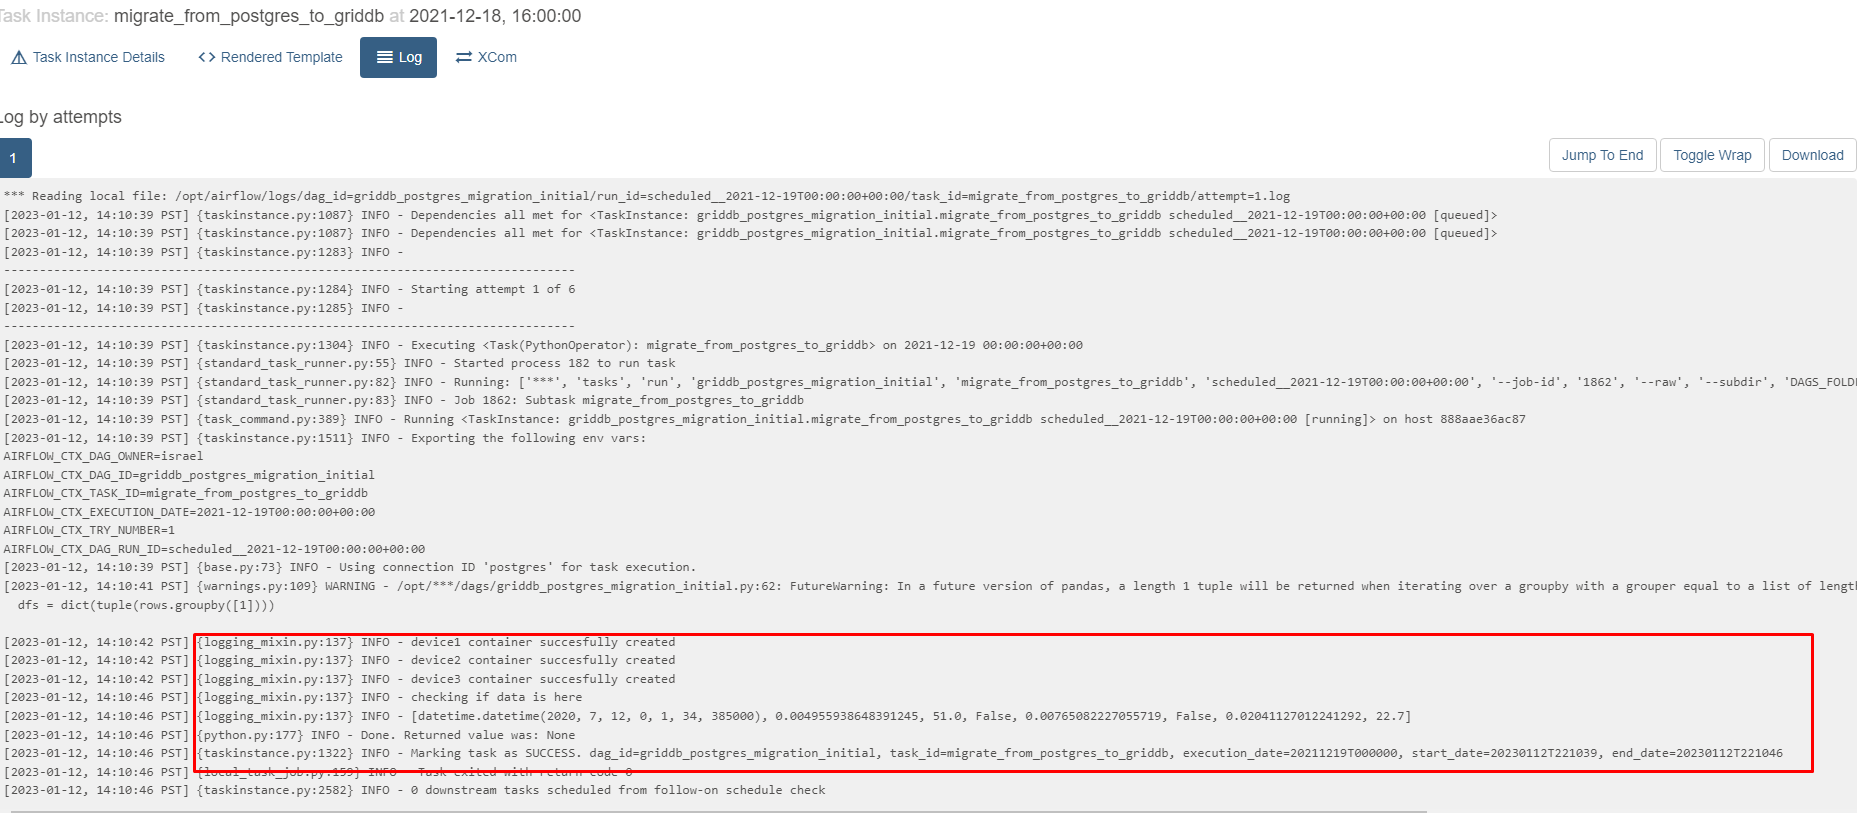 Task Instance: migrate_from_postgres_to_griddb at 2021-12-18, 16:00:00
Task Instance Details
Rendered Template
Log
XCom
Log by attempts
1
Jump To End
Toggle Wrap
Download
*** Reading local file: /opt/airflow/logs/dag_id=griddb_postgres_migration_initial/run_id=scheduled__2021-12-19T00:00:00+00:00/task_id=migrate_from_postgres_to_griddb/attempt=1.log
[2023-01-12, 14:10:39 PST] {taskinstance.py:1087} INFO - Dependencies all met for <TaskInstance: griddb_postgres_migration_initial.migrate_from_postgres_to_griddb scheduled__2021-12-19T00:00:00+00:00 [queued]>
[2023-01-12, 14:10:39 PST] {taskinstance.py:1087} INFO - Dependencies all met for <TaskInstance: griddb_postgres_migration_initial.migrate_from_postgres_to_griddb scheduled__2021-12-19T00:00:00+00:00 [queued]>
[2023-01-12, 14:10:39 PST] {taskinstance.py:1283} INFO -
--------------------------------------------------------------------------------
[2023-01-12, 14:10:39 PST] {taskinstance.py:1284} INFO - Starting attempt 1 of 6
[2023-01-12, 14:10:39 PST] {taskinstance.py:1285} INFO -
--------------------------------------------------------------------------------
[2023-01-12, 14:10:39 PST] {taskinstance.py:1304} INFO - Executing <Task(PythonOperator): migrate_from_postgres_to_griddb> on 2021-12-19 00:00:00+00:00
[2023-01-12, 14:10:39 PST] {standard_task_runner.py:55} INFO - Started process 182 to run task
[2023-01-12, 14:10:39 PST] {standard_task_runner.py:82} INFO - Running: ['***', 'tasks', 'run', 'griddb_postgres_migration_initial', 'migrate_from_postgres_to_griddb', 'scheduled__2021-12-19T00:00:00+00:00', '--job-id', '1862', '--raw', '--subdir', 'DAGS_FOLD
[2023-01-12, 14:10:39 PST] {standard_task_runner.py:83} INFO - Job 1862: Subtask migrate_from_postgres_to_griddb
[2023-01-12, 14:10:39 PST] {task_command.py:389} INFO - Running <TaskInstance: griddb_postgres_migration_initial.migrate_from_postgres_to_griddb scheduled__2021-12-19T00:00:00+00:00 [running]> on host 888aae36ac87
[2023-01-12, 14:10:39 PST] {taskinstance.py:1511} INFO - Exporting the following env vars:
AIRFLOW_CTX_DAG_OWNER=israel
AIRFLOW_CTX_DAG_ID=griddb_postgres_migration_initial
AIRFLOW_CTX_TASK_ID=migrate_from_postgres_to_griddb
AIRFLOW_CTX_EXECUTION_DATE=2021-12-19T00:00:00+00:00
AIRFLOW_CTX_TRY_NUMBER=1
AIRFLOW_CTX_DAG_RUN_ID=scheduled__2021-12-19T00:00:00+00:00
[2023-01-12, 14:10:39 PST] {base.py:73} INFO - Using connection ID 'postgres' for task execution.
[2023-01-12, 14:10:41 PST] {warnings.py:109} WARNING - /opt/***/dags/griddb_postgres_migration_initial.py:62: FutureWarning: In a future version of pandas, a length 1 tuple will be returned when iterating over a groupby with a grouper equal to a list of length
dfs = dict(tuple(rows.groupby([1])))
[2023-01-12, 14:10:42 PST] {logging_mixin.py:137} INFO - device1 container succesfully created
[2023-01-12, 14:10:42 PST] {logging_mixin.py:137} INFO - device2 container succesfully created
[2023-01-12, 14:10:42 PST] {logging_mixin.py:137} INFO - device3 container succesfully created
[2023-01-12, 14:10:46 PST] {logging_mixin.py:137} INFO - checking if data is here
[2023-01-12, 14:10:46 PST] {logging_mixin.py:137} INFO - [datetime.datetime(2020, 7, 12, 0, 1, 34, 385000), 0.004955938648391245, 51.0, False, 0.00765082227055719, False, 0.02041127012241292, 22.7]
[2023-01-12, 14:10:46 PST] {python.py:177} INFO - Done. Returned value was: None
[2023-01-12, 14:10:46 PST] {taskinstance.py:1322} INFO - Marking task as SUCCESS. dag_id=griddb_postgres_migration_initial, task_id=migrate_from_postgres_to_griddb, execution_date=20211219T000000, start_date=20230112T221039, end_date=20230112T221046
[2023-01-12, 14:10:46 PST] {local_task_job.py:159} INFO - Task exited with return code 0
[2023-01-12, 14:10:46 PST] {taskinstance.py:2582} INFO - 0 downstream tasks scheduled from follow-on schedule check